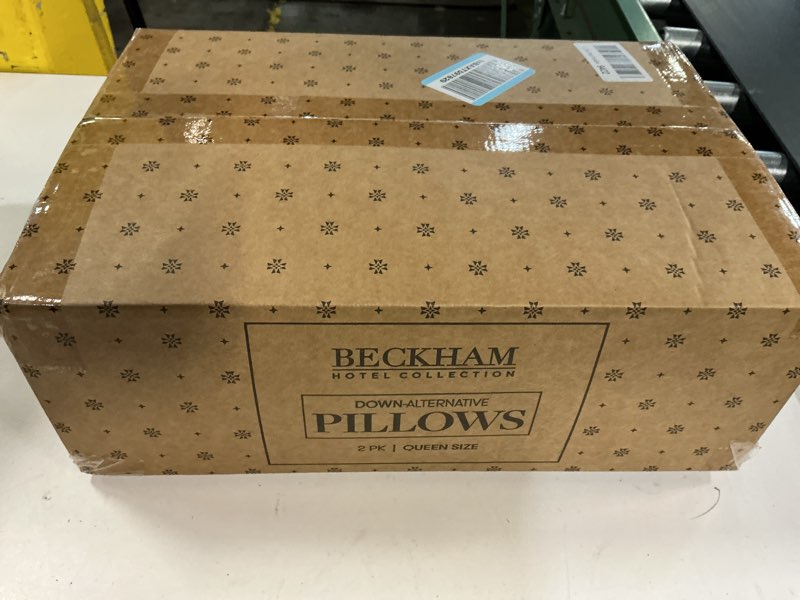 BECKHAM
HOTEL COLLECTION
DOWN-ALTERNATIVE
PILLOWS
2 PK | QUEEN SIZE